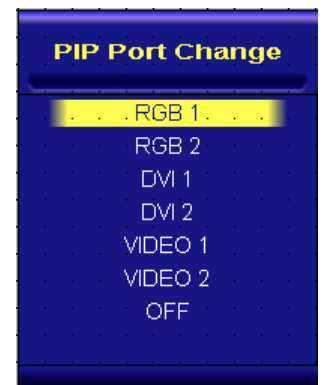 PIP Port Change
RGB 1
RGB 2
DVI 1
DVI 2
VIDEO 1
VIDEO 2
OFF